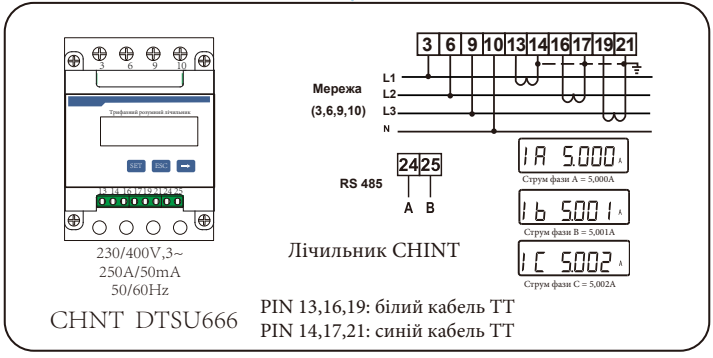 3 6 9 10
Трифазний розумний лічильник
SET ESC
13 14 16 17 19 21 24 25
230/400V,3~
250A/50mA
50/60Hz
CHNT DTSU666
3 6 9 10 13 14 16 17 19 21
Мережа
(3,6,9,10)
L1
L2
L3
N
RS 485
24 25
A B
Лічильник CHINT
1A 5.000 A
Струм фази A = 5,000A
1b 5.001 A
Струм фази B = 5,001A
1C 5.002 A
Струм фази C = 5,002A
PIN 13,16,19: білий кабель ТТ
PIN 14,17,21: синій кабель ТТ